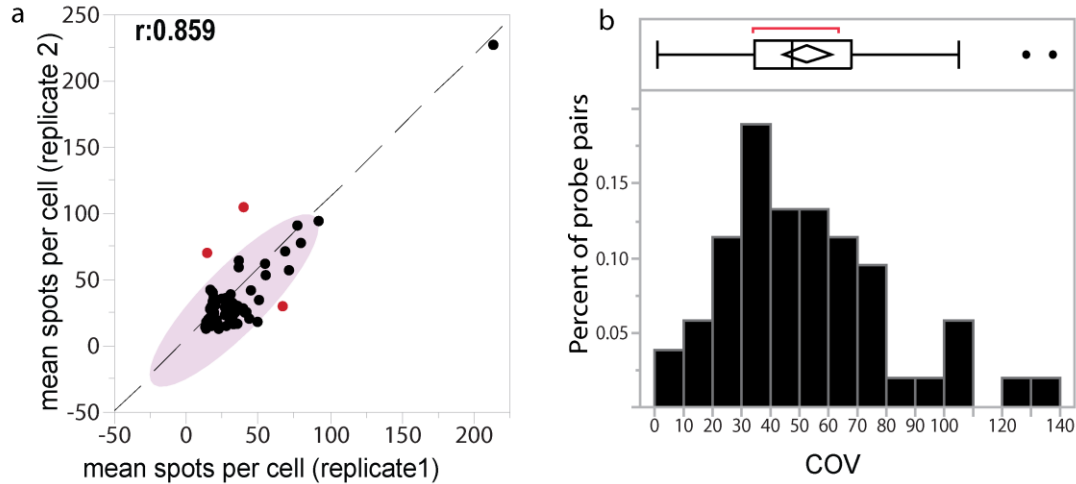 a
r:0.859
mean spots per cell (replicate 2)
250
200
150
100
50
0
-50
-50 0 50 100 150 200
mean spots per cell (replicate1)
b
Percent of probe pairs
0.15
0.10
0.05
0 10 20 30 40 50 60 70 80 90 100 120 140
COV